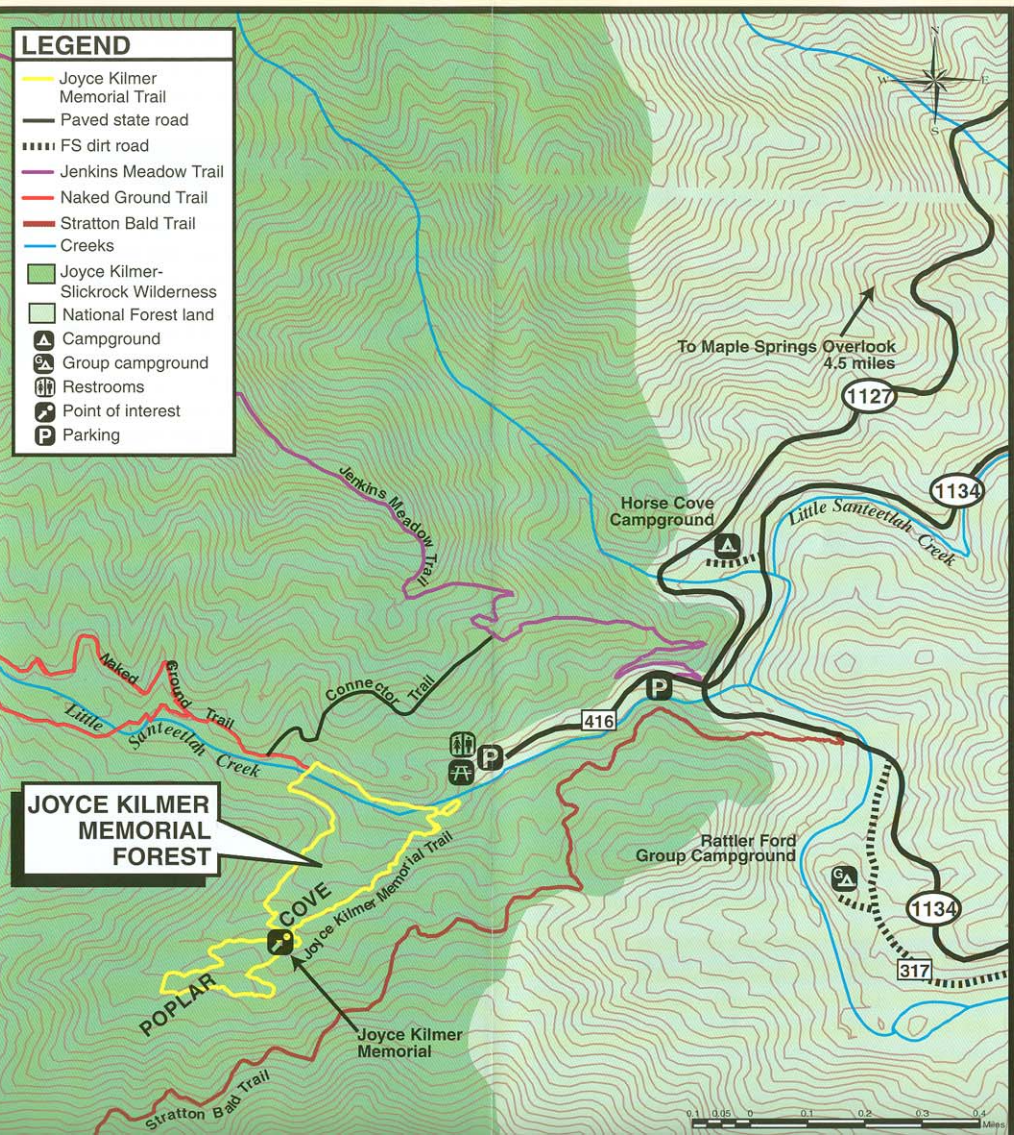 LEGEND
Joyce Kilmer
Memorial Trail
Paved state road
FS dirt road
Jenkins Meadow Trail
Naked Ground Trail
Stratton Bald Trail
Creeks
Joyce Kilmer-
Slickrock Wilderness
National Forest land
Campground
G
Group campground
Restrooms
Point of interest
P
Parking
N
W
E
S
To Maple Springs Overlook
4.5 miles
1127
1134
Horse Cove
Campground
Little Santeetlah
Creek
Jenkins Meadow Trail
Naked Ground Trail
Connector Trail
P
416
P
Little Santeetlah Creek
JOYCE KILMER
MEMORIAL
FOREST
Joyce Kilmer Memorial Trail
POPLAR COVE
Rattler Ford
Group Campground
G
1134
317
Joyce Kilmer
Memorial
Stratton Bald Trail
0.1 0.05 0 0.1 0.2 0.3 0.4
Miles